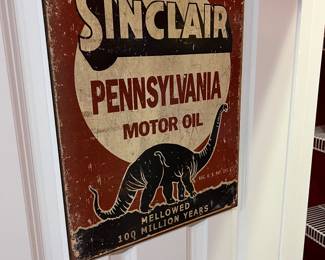 SINCLAIR
PENNSYLVANIA
MOTOR OIL
MELLOWED
100 MILLION YEARS